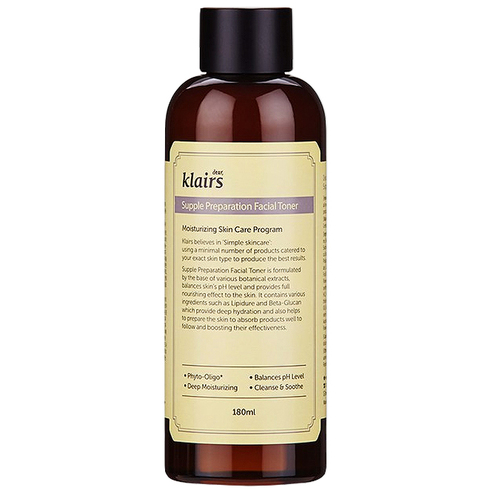 dear,
klairs
Supple Preparation Facial Toner
Moisturizing Skin Care Program
Klairs believes in 'Simple skincare':
using a minimal number of products catered to
your exact skin type to produce the best results.
Supple Preparation Facial Toner is formulated
by the base of various botanical extracts,
balances skin's pH level and provides full
nourishing effect to the skin. It contains various
ingredients such as Lipidure and Beta-Glucan
which provide deep hydration and also helps
to prepare the skin to absorb products well to
follow and boosting their effectiveness.
• Phyto-Oligo* • Balances pH Level
• Deep Moisturizing • Cleanse & Soothe
180ml